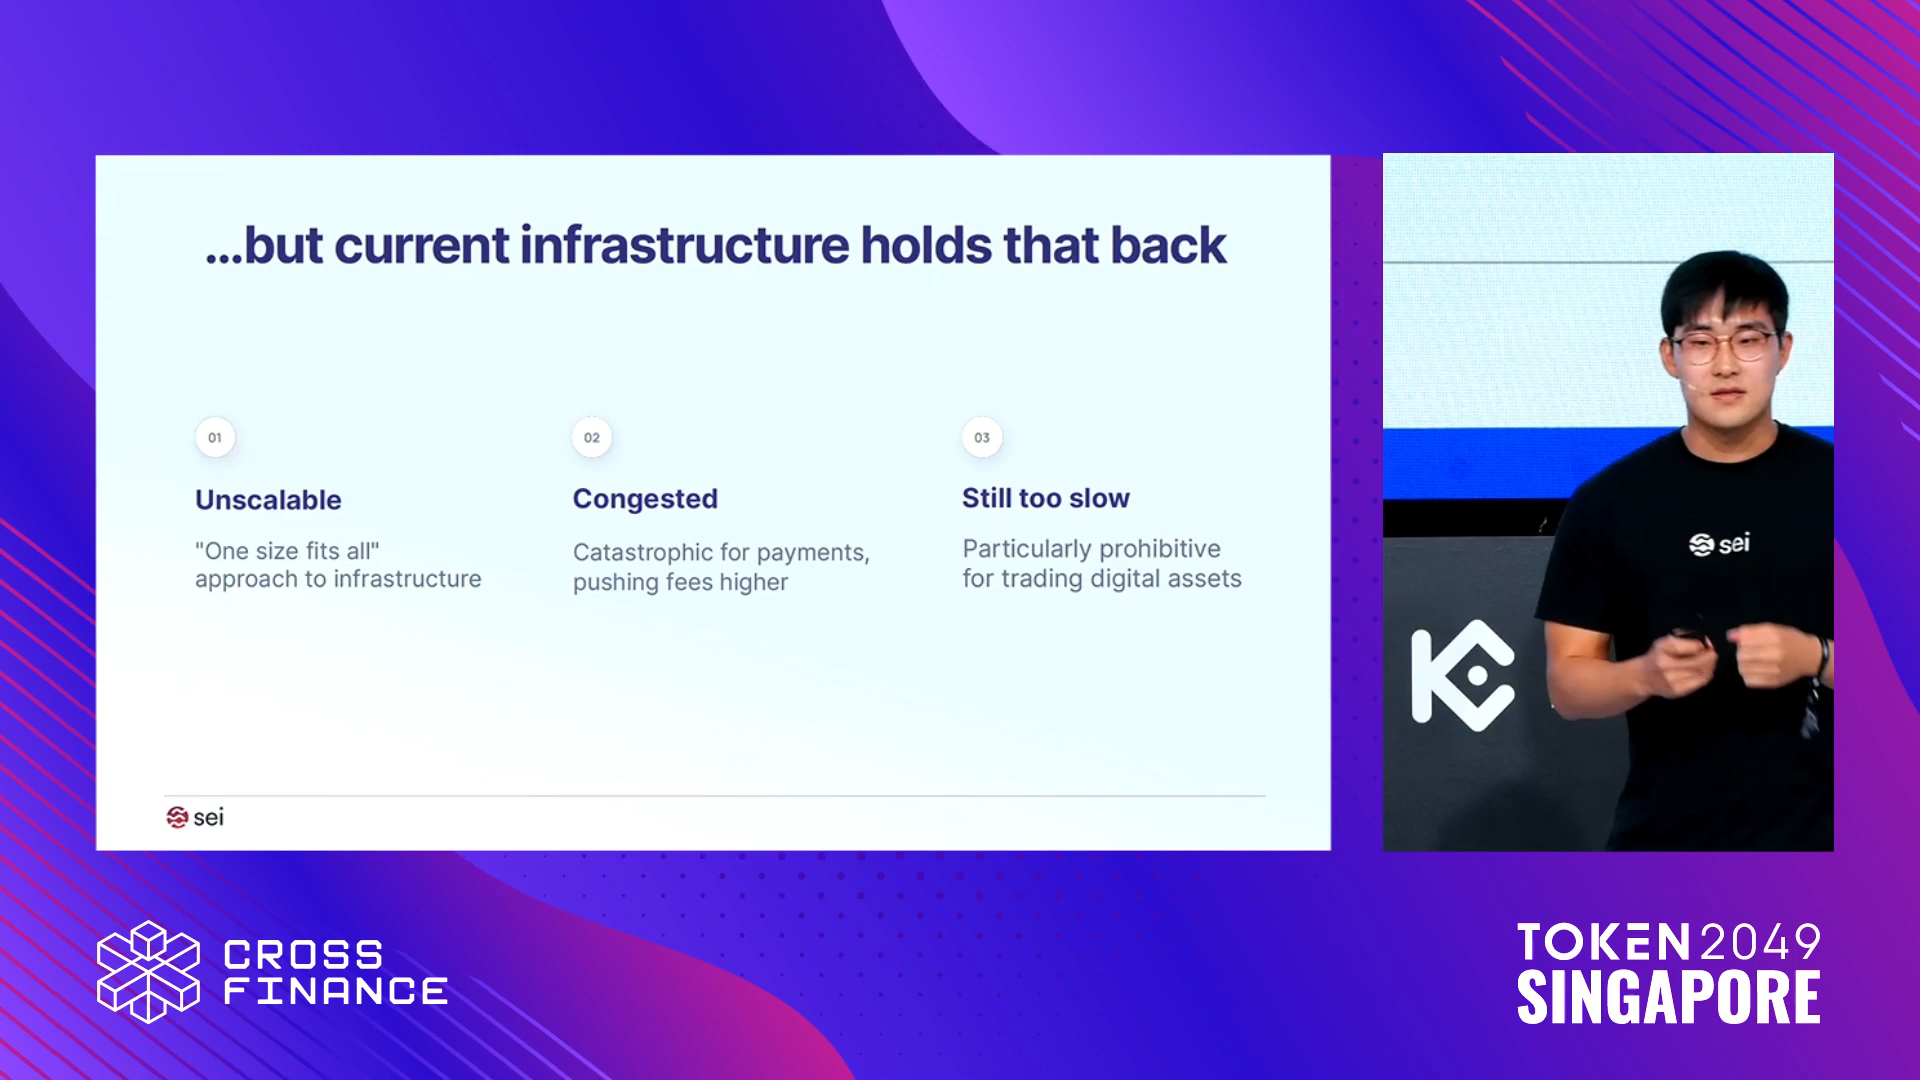 ...but current infrastructure holds that back
01
Unscalable
"One size fits all"
approach to infrastructure
02
Congested
Catastrophic for payments,
pushing fees higher
03
Still too slow
Particularly prohibitive
for trading digital assets
sei
sei
KC
CROSS
FINANCE
TOKEN2049
SINGAPORE